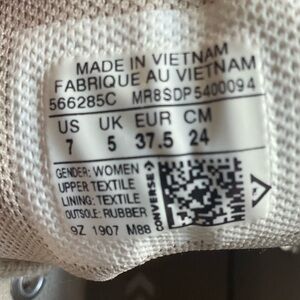 MADE IN VIETNAM
FABRIQUE AU VIETNAM
566285C MR8SDP5400094
US UK EUR CM
7 5 37.5 24
GENDER: WOMEN
UPPER: TEXTILE
LINING: TEXTILE
OUTSOLE: RUBBER
9Z 1907 M88
CONVERSE